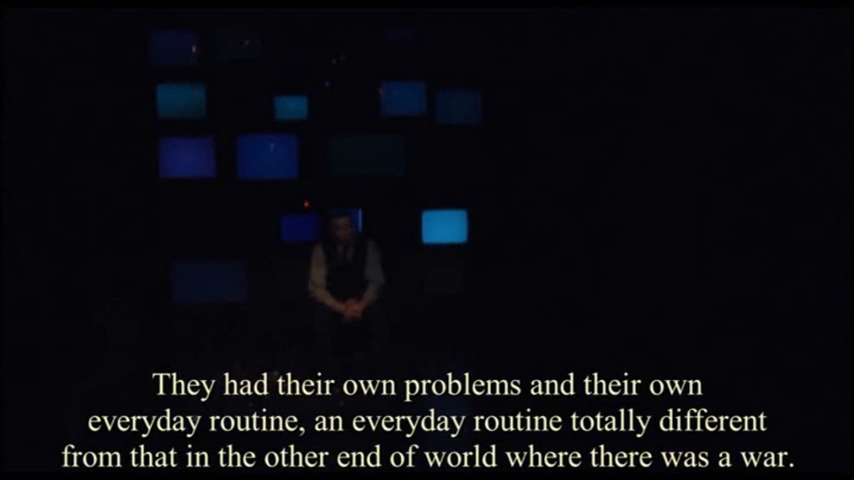 They had their own problems and their own
everyday routine, an everyday routine totally different
from that in the other end of world where there was a war.